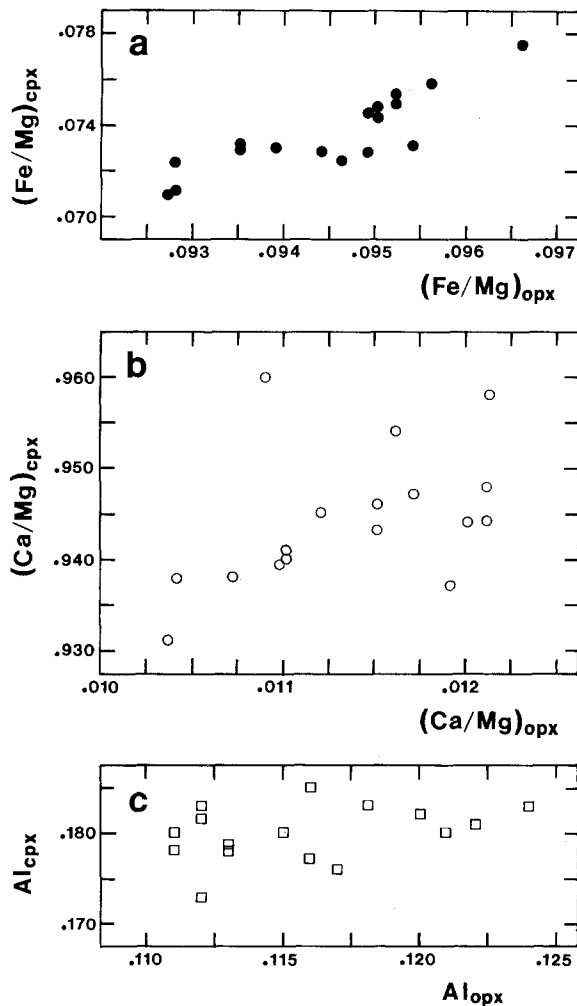 a
.078
.074
.070
(Fe/Mg)cpx
.093 .094 .095 .096 .097
(Fe/Mg)opx
b
.960
.950
.940
.930
(Ca/Mg)cpx
.010 .011 .012
(Ca/Mg)opx
c
.180
.170
Alcpx
.110 .115 .120 .125
Alopx